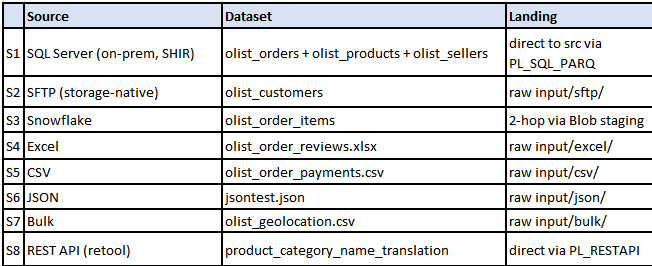 Source Dataset Landing
S1 SQL Server (on-prem, SHIR) olist_orders + olist_products + olist_sellers direct to src via
PL_SQL_PARQ
S2 SFTP (storage-native) olist_customers raw input/sftp/
S3 Snowflake olist_order_items 2-hop via Blob staging
S4 Excel olist_order_reviews.xlsx raw input/excel/
S5 CSV olist_order_payments.csv raw input/csv/
S6 JSON jsontest.json raw input/json/
S7 Bulk olist_geolocation.csv raw input/bulk/
S8 REST API (retool) product_category_name_translation direct via PL_RESTAPI